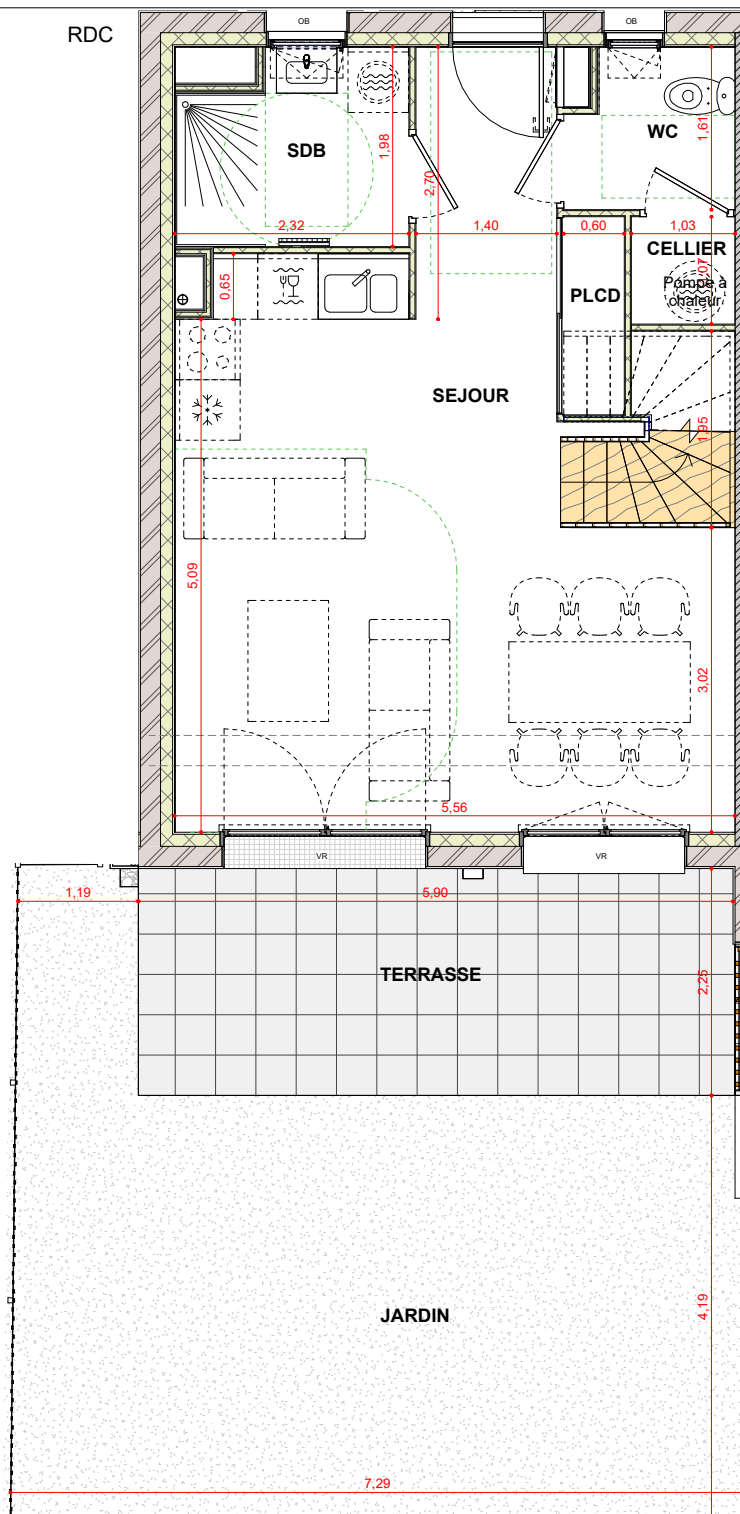 OB
OB
RDC
WC
1,61
SDB
1,98
2,70
2,32
1,40
0,60
1,03
CELLIER
1,07
Pompe à
chaleur
0,65
PLCD
SEJOUR
1,95
5,09
3,02
5,56
VR
VR
1,19
5,90
TERRASSE
2,25
JARDIN
4,19
7,29